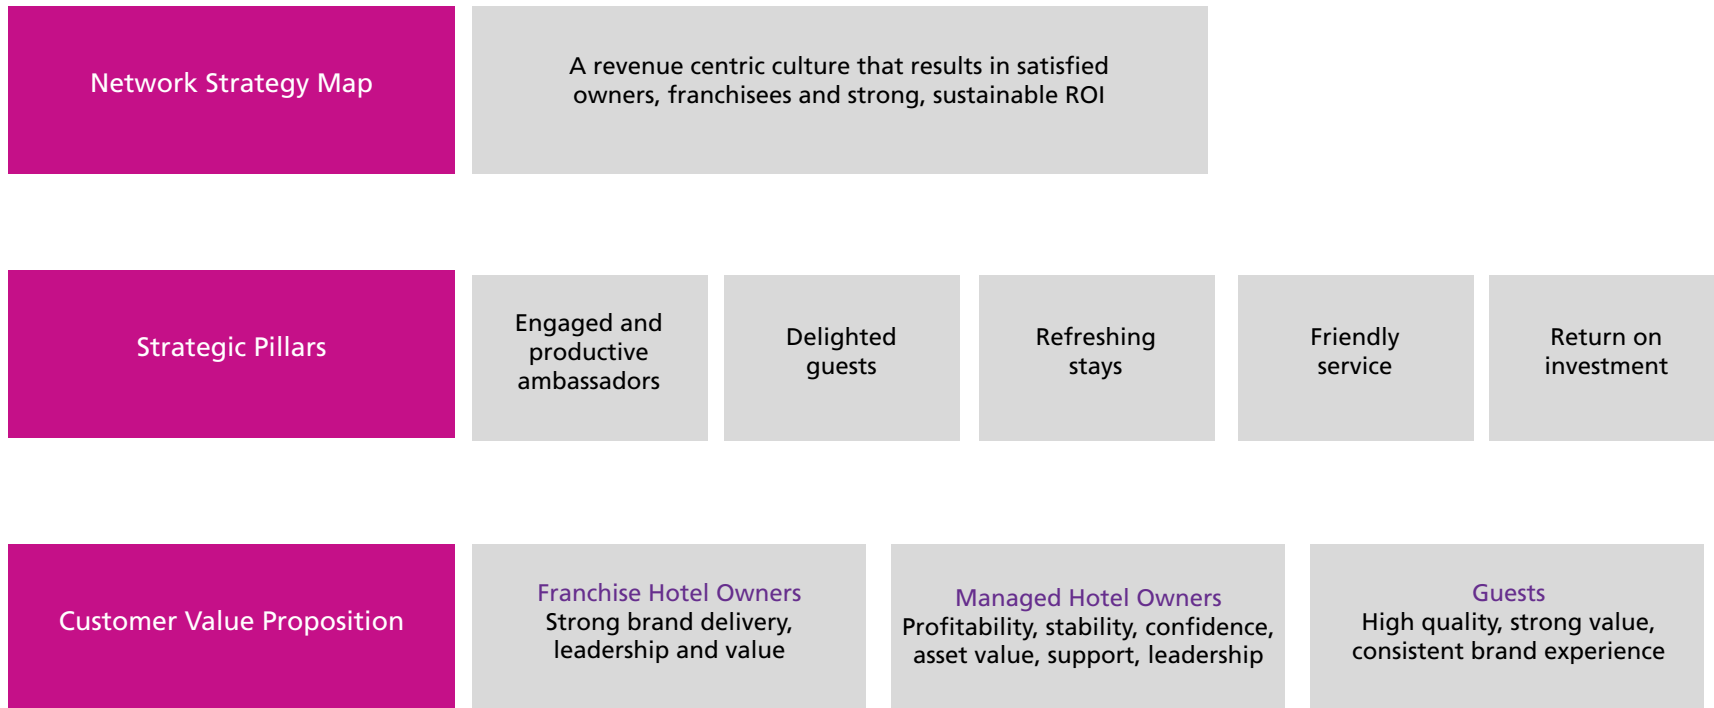 Network Strategy Map
A revenue centric culture that results in satisfied
owners, franchisees and strong, sustainable ROI
Strategic Pillars
Engaged and
productive
ambassadors
Delighted
guests
Refreshing
stays
Friendly
service
Return on
investment
Customer Value Proposition
Franchise Hotel Owners
Strong brand delivery,
leadership and value
Managed Hotel Owners
Profitability, stability, confidence,
asset value, support, leadership
Guests
High quality, strong value,
consistent brand experience